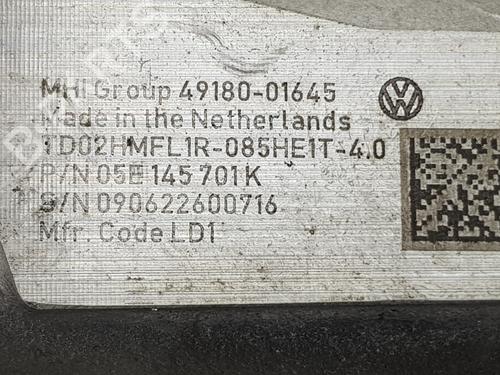 MHI Group 49180-01645
Made in the Netherlands
TD02HMFL1R-085HE1T-4.0
P/N 05E 145 701K
S/N 090622600716
Mfr. Code LD1